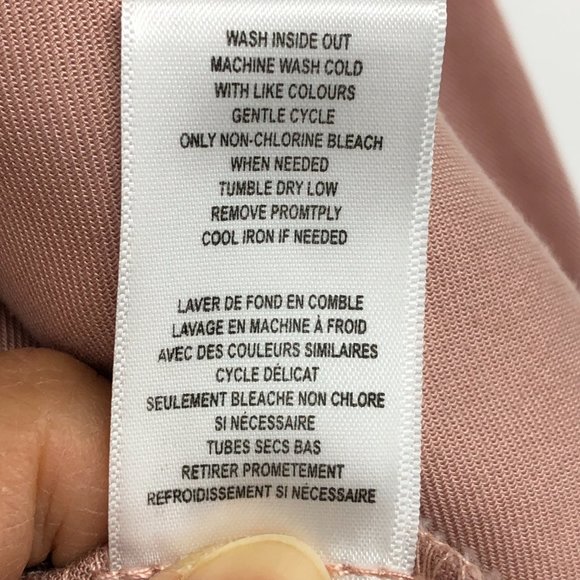 WASH INSIDE OUT
MACHINE WASH COLD
WITH LIKE COLOURS
GENTLE CYCLE
ONLY NON-CHLORINE BLEACH
WHEN NEEDED
TUMBLE DRY LOW
REMOVE PROMTPLY
COOL IRON IF NEEDED
LAVER DE FOND EN COMBLE
LAVAGE EN MACHINE À FROID
AVEC DES COULEURS SIMILAIRES
CYCLE DÉLICAT
SEULEMENT BLEACHE NON CHLORE
SI NÉCESSAIRE
TUBES SECS BAS
RETIRER PROMETEMENT
REFROIDISSEMENT SI NÉCESSAIRE